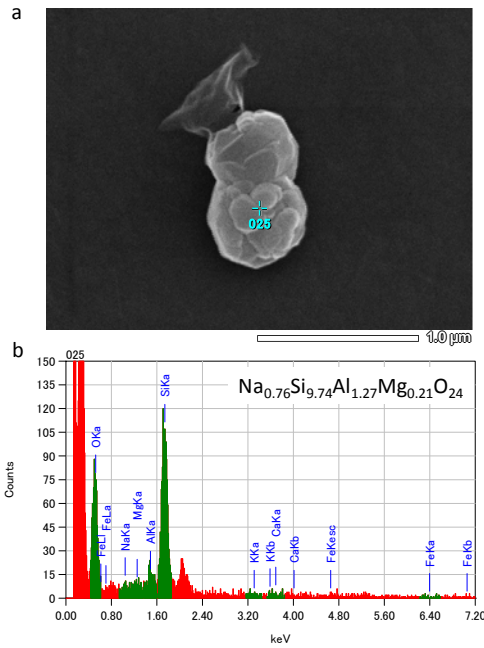 a
025
1.0 μm
b
025
Na0.76Si9.74Al1.27Mg0.21O24
150
135
120
105
90
75
60
45
30
15
0
Counts
OKa
FeLl
FeLa
NaKa
MgKa
AlKa
SiKa
KKa
KKb
CaKa
CaKb
FeKesc
FeKa
FeKb
0.00 0.80 1.60 2.40 3.20 4.00 4.80 5.60 6.40 7.20
keV